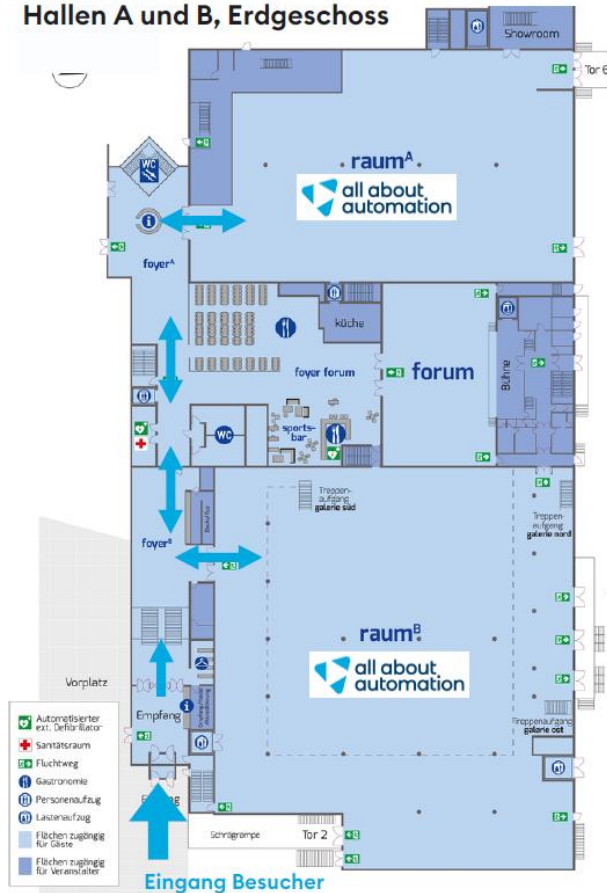 Hallen A und B, Erdgeschoss
Showroom
Tor 6
WC
raumᴬ
all about
automation
i
foyerᴬ
küche
foyer forum
forum
Bühne
sports-
bar
WC
Treppen-
aufgang
galerie süd
Treppen-
aufgang
galerie nord
foyerᴮ
raumᴮ
all about
automation
Vorplatz
Empfang
i
Treppenaufgang
galerie ost
Automatisierter
ext. Defibrillator
Sanitätsraum
Fluchtweg
Gastronomie
Personenaufzug
Lastenaufzug
Flächen zugängig
für Gäste
Flächen zugängig
für Veranstalter
Schrägrampe
Tor 2
Eingang Besucher